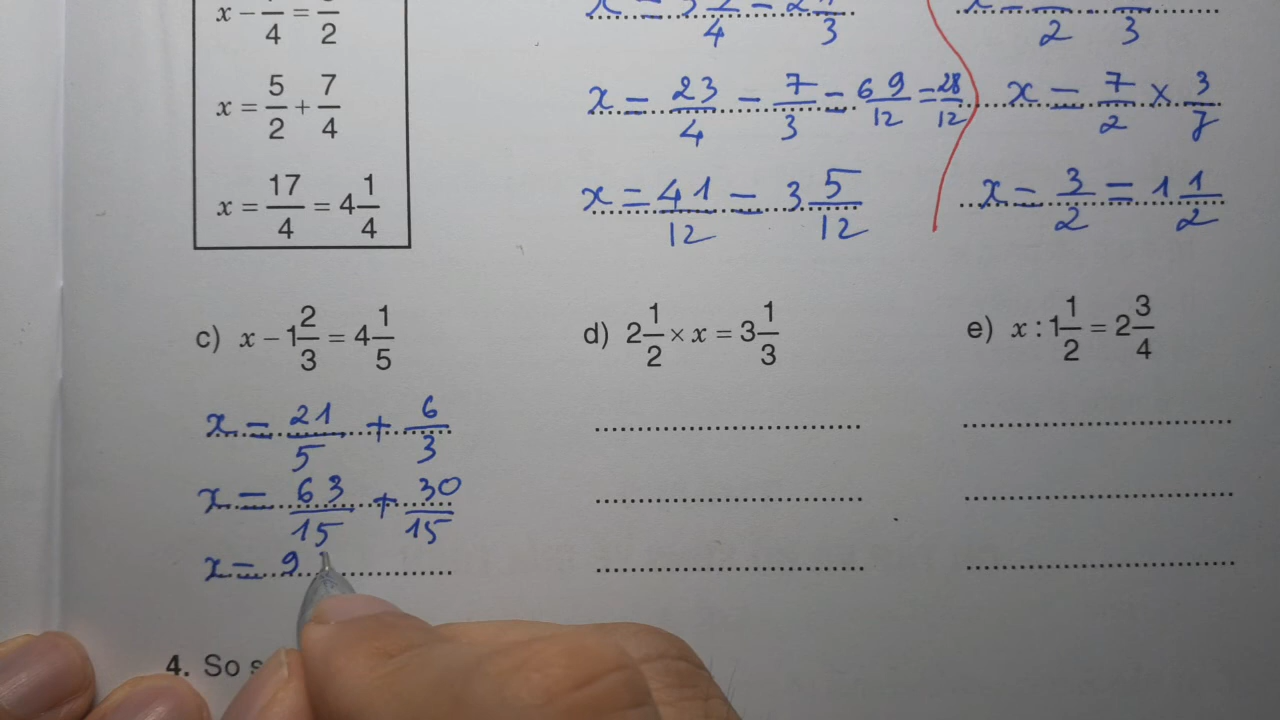 x = 5/2 + 7/4
x = 17/4 = 4 1/4
x = 23/4 - 7/3 = 69/12 = 28/12
x = 41/12 = 3 5/12
x = 7/2 × 3/7
x = 3/2 = 1 1/2
c) x - 1 2/3 = 4 1/5
x = 21/5 + 6/3
x = 63/15 + 30/15
x = 9
d) 2 1/2 × x = 3 1/3
e) x : 1 1/2 = 2 3/4
4. So